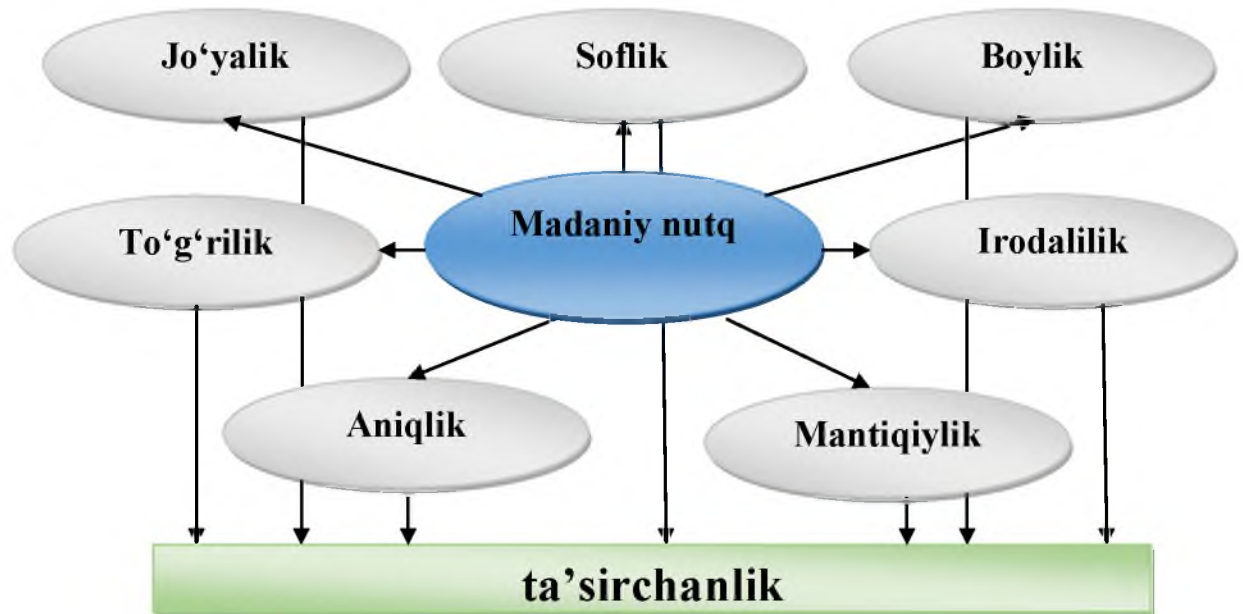 Jo‘yalik
Soflik
Boylik
To‘g‘rilik
Madaniy nutq
Irodalilik
Aniqlik
Mantiqiylik
ta’sirchanlik